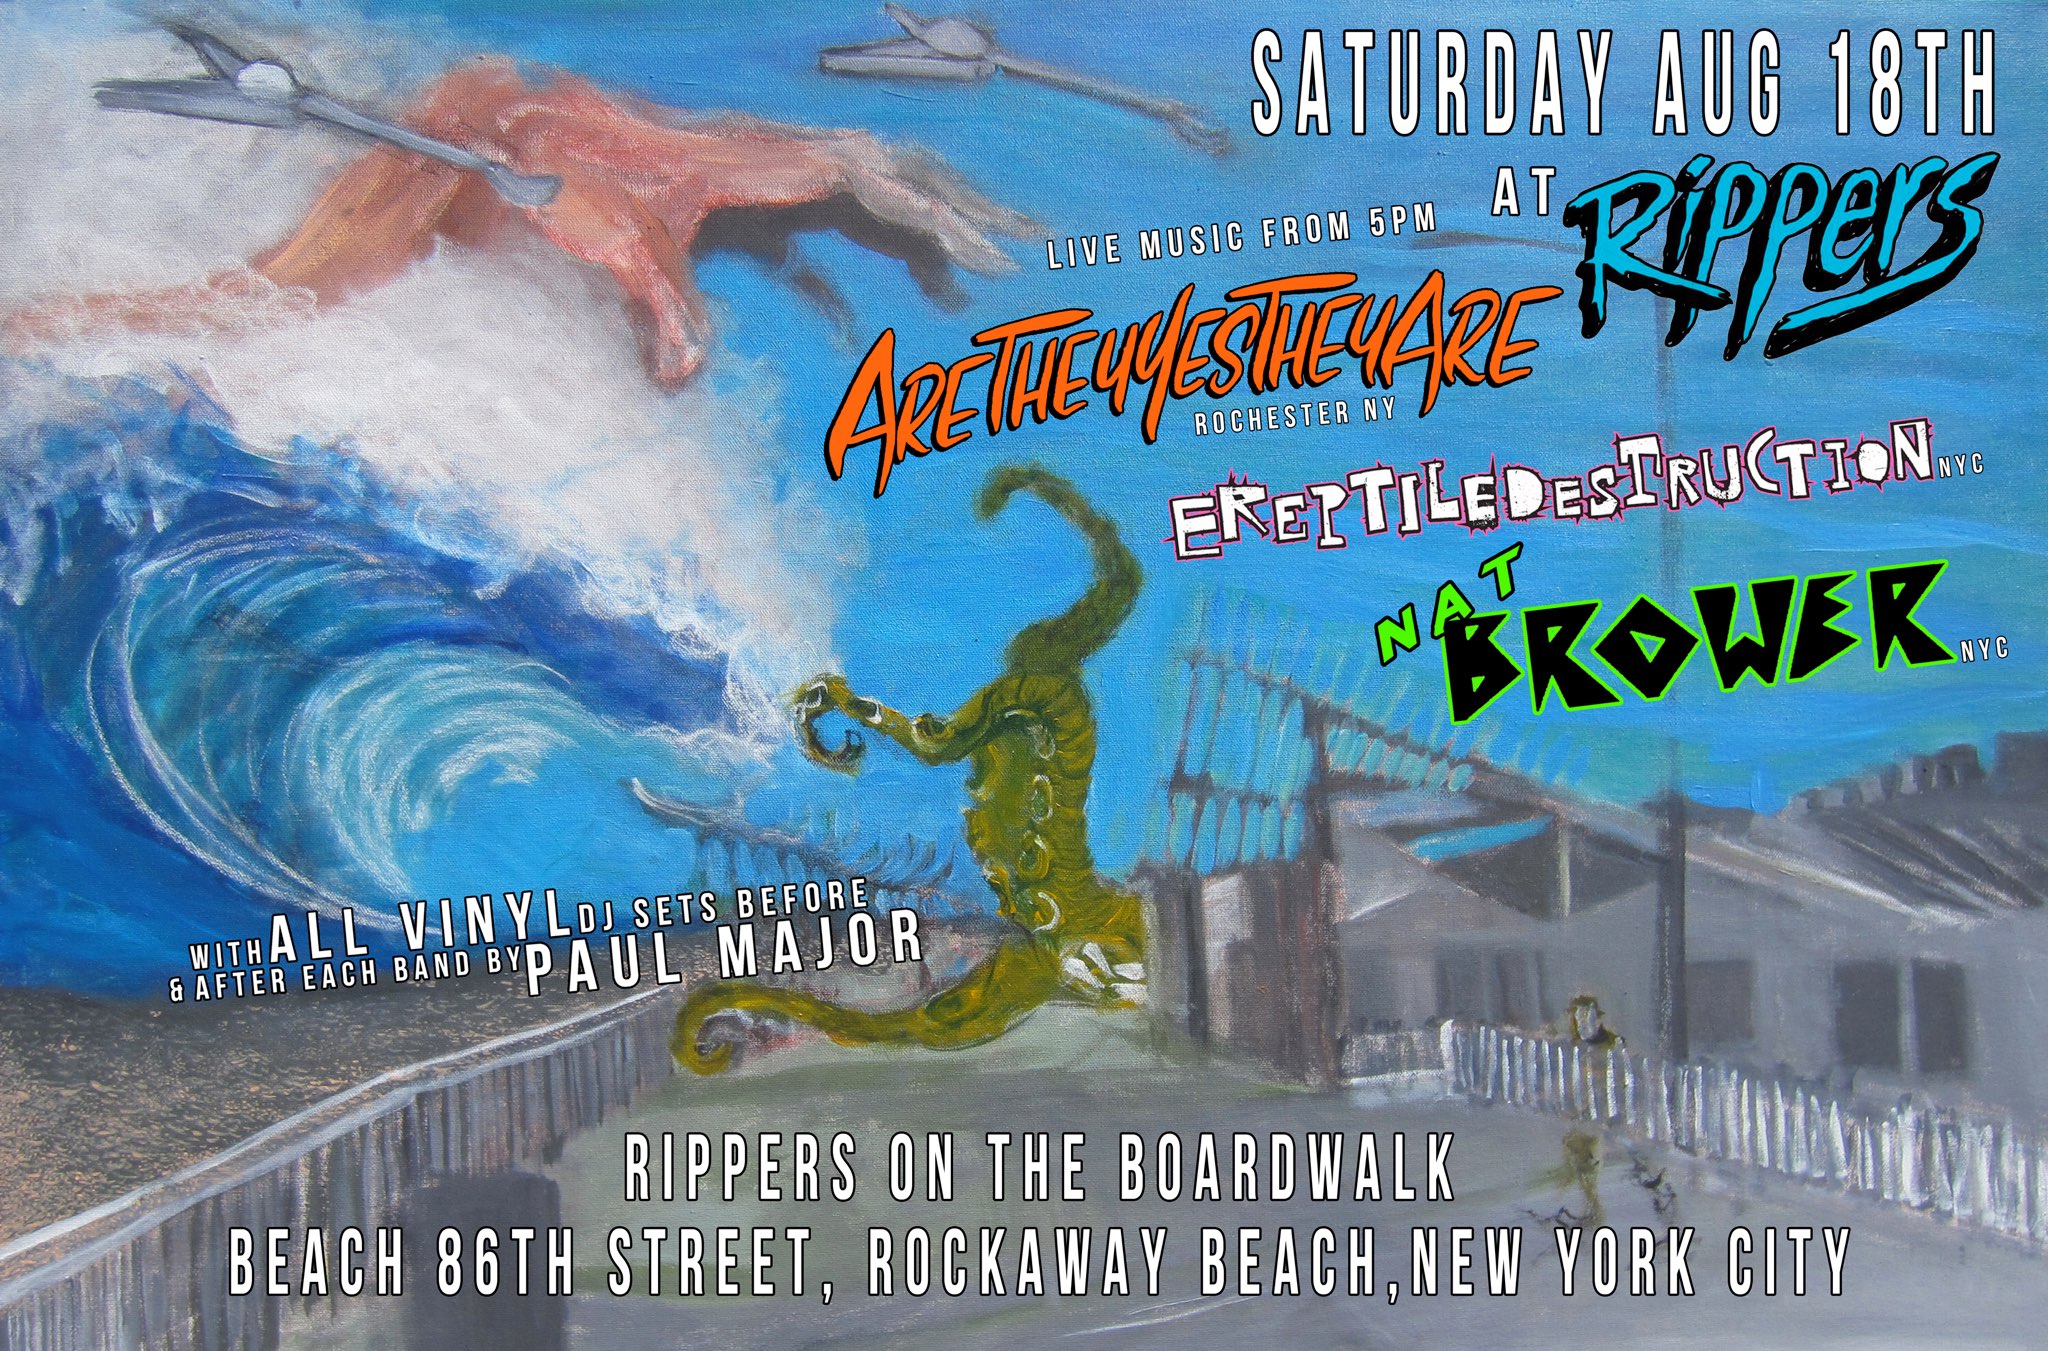 SATURDAY AUG 18TH
AT Rippers
LIVE MUSIC FROM 5PM
ARETHEYYESTHEYARE
ROCHESTER NY
EREPTILEDESTRUCTION NYC
NAT
BROWER NYC
WITH ALL VINYL DJ SETS BEFORE
& AFTER EACH BAND BY PAUL MAJOR
RIPPERS ON THE BOARDWALK
BEACH 86TH STREET, ROCKAWAY BEACH,NEW YORK CITY